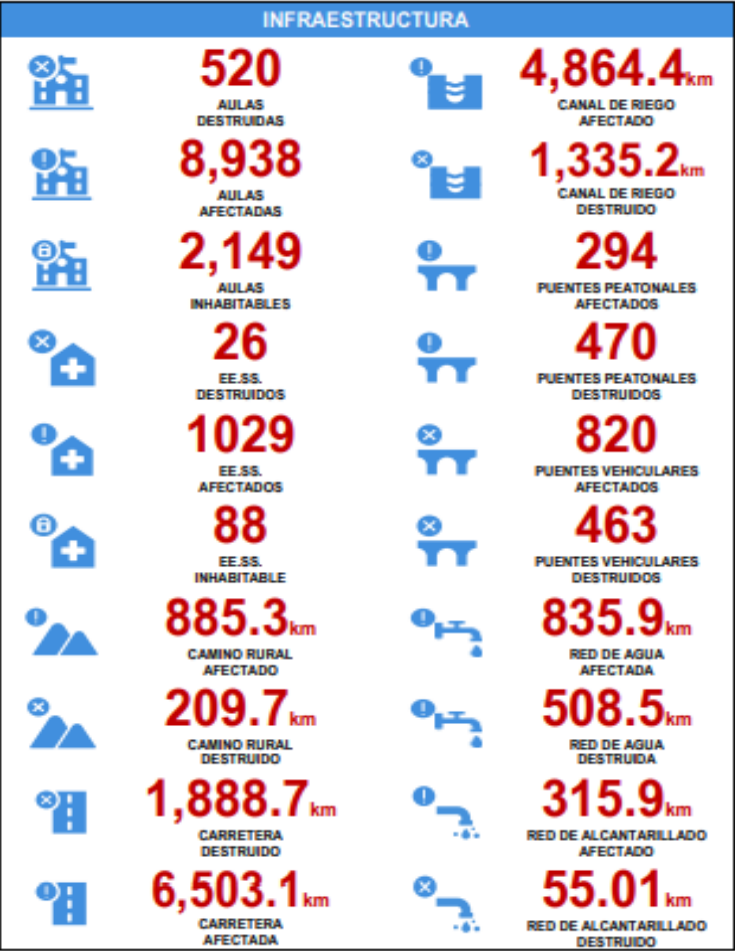 INFRAESTRUCTURA
520
AULAS
DESTRUIDAS
8,938
AULAS
AFECTADAS
2,149
AULAS
INHABITABLES
26
EE.SS.
DESTRUIDOS
1029
EE.SS.
AFECTADOS
88
EE.SS.
INHABITABLE
885.3km
CAMINO RURAL
AFECTADO
209.7km
CAMINO RURAL
DESTRUIDO
1,888.7km
CARRETERA
DESTRUIDO
6,503.1km
CARRETERA
AFECTADA
4,864.4km
CANAL DE RIEGO
AFECTADO
1,335.2km
CANAL DE RIEGO
DESTRUIDO
294
PUENTES PEATONALES
AFECTADOS
470
PUENTES PEATONALES
DESTRUIDOS
820
PUENTES VEHICULARES
AFECTADOS
463
PUENTES VEHICULARES
DESTRUIDOS
835.9km
RED DE AGUA
AFECTADA
508.5km
RED DE AGUA
DESTRUIDA
315.9km
RED DE ALCANTARILLADO
AFECTADO
55.01km
RED DE ALCANTARILLADO
DESTRUIDO